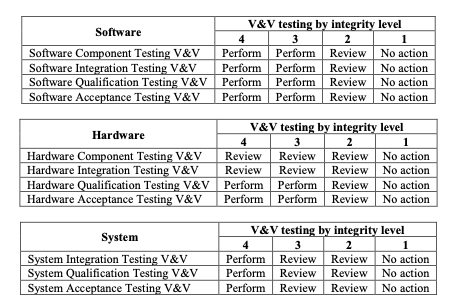 Software V&V testing by integrity level
4 3 2 1
Software Component Testing V&V Perform Perform Review No action
Software Integration Testing V&V Perform Perform Review No action
Software Qualification Testing V&V Perform Perform Review No action
Software Acceptance Testing V&V Perform Perform Review No action
Hardware V&V testing by integrity level
4 3 2 1
Hardware Component Testing V&V Review Review Review No action
Hardware Integration Testing V&V Review Review Review No action
Hardware Qualification Testing V&V Perform Perform Review No action
Hardware Acceptance Testing V&V Perform Perform Review No action
System V&V testing by integrity level
4 3 2 1
System Integration Testing V&V Perform Review Review No action
System Qualification Testing V&V Perform Review Review No action
System Acceptance Testing V&V Perform Review Review No action